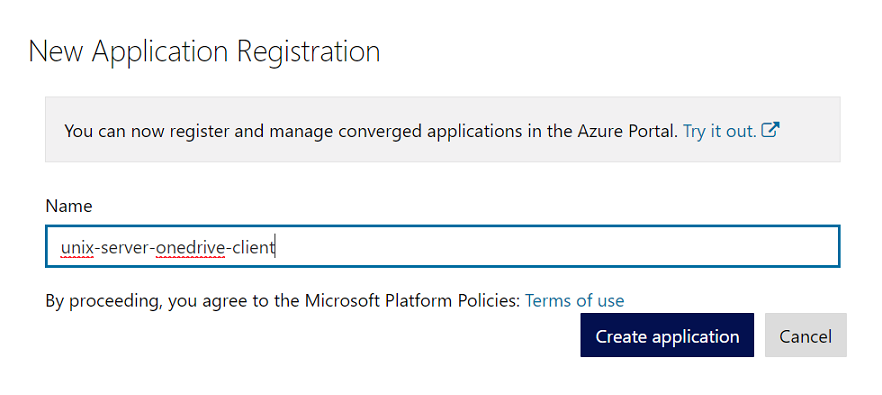 New Application Registration
You can now register and manage converged applications in the Azure Portal. Try it out.
Name
unix-server-onedrive-client
By proceeding, you agree to the Microsoft Platform Policies: Terms of use
Create application Cancel